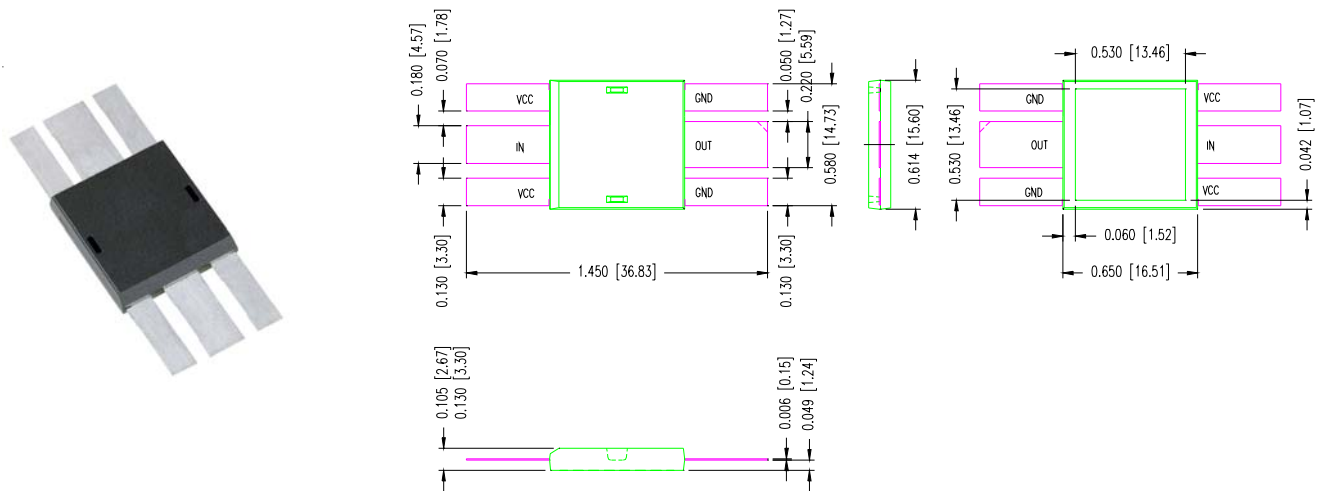 0.180 [4.57]
0.070 [1.78]
0.050 [1.27]
0.220 [5.59]
VCC
GND
IN
OUT
VCC
GND
0.580 [14.73]
0.614 [15.60]
0.130 [3.30]
1.450 [36.83]
0.130 [3.30]
0.530 [13.46]
GND
VCC
OUT
IN
GND
VCC
0.530 [13.46]
0.042 [1.07]
0.060 [1.52]
0.650 [16.51]
0.105 [2.67]
0.130 [3.30]
0.006 [0.15]
0.049 [1.24]